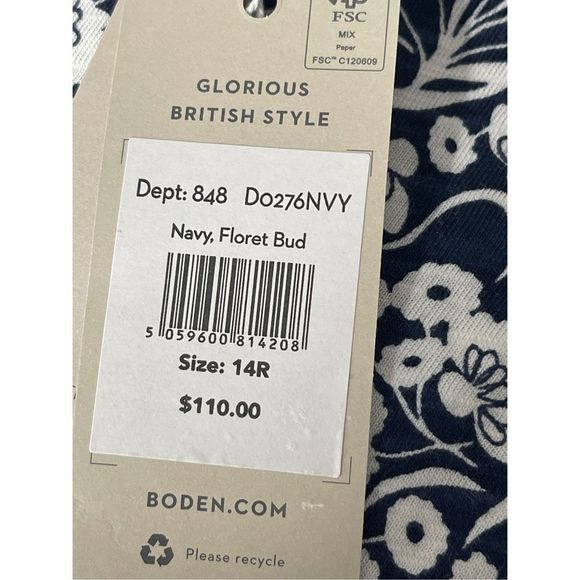 FSC
MIX
Paper
FSC™ C120609
GLORIOUS
BRITISH STYLE
Dept: 848 D0276NVY
Navy, Floret Bud
5 059600 814208
Size: 14R
$110.00
BODEN.COM
Please recycle